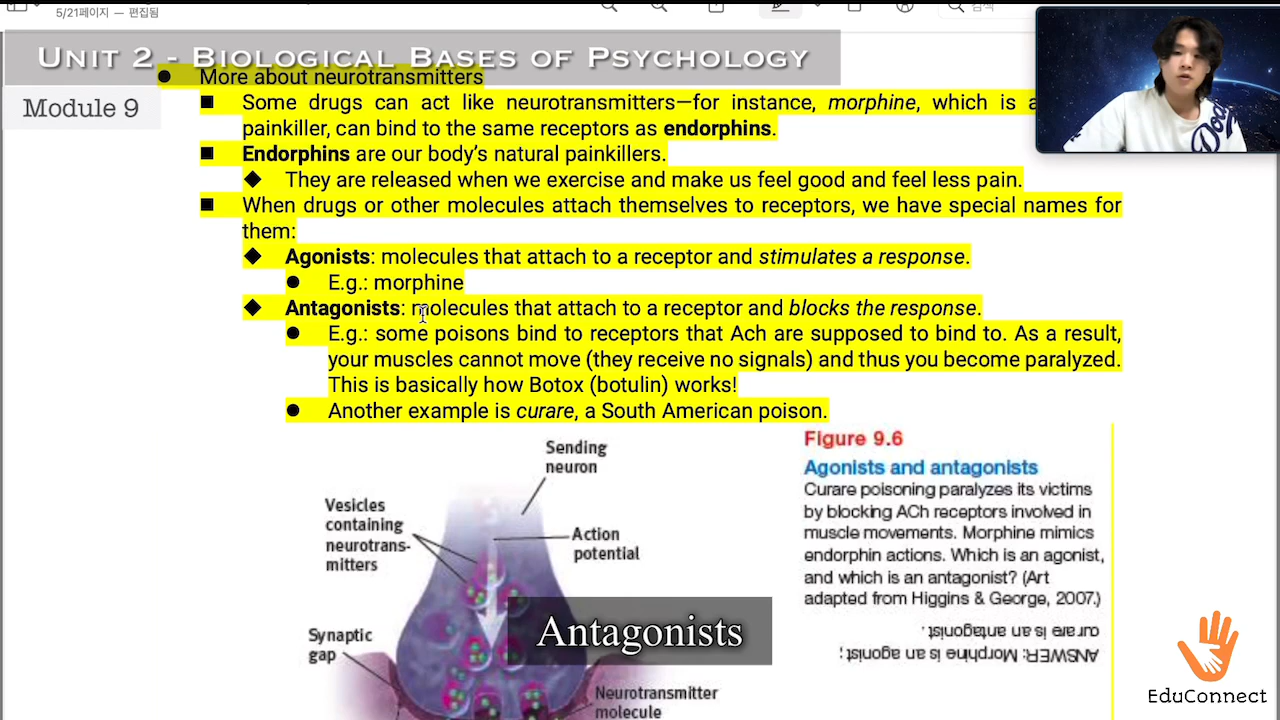 5/21페이지 — 편집됨
검색
Unit 2 - Biological Bases of Psychology
Module 9
More about neurotransmitters
Some drugs can act like neurotransmitters—for instance, morphine, which is a
painkiller, can bind to the same receptors as endorphins.
Endorphins are our body's natural painkillers.
They are released when we exercise and make us feel good and feel less pain.
When drugs or other molecules attach themselves to receptors, we have special names for
them:
Agonists: molecules that attach to a receptor and stimulates a response.
E.g.: morphine
Antagonists: molecules that attach to a receptor and blocks the response.
E.g.: some poisons bind to receptors that Ach are supposed to bind to. As a result,
your muscles cannot move (they receive no signals) and thus you become paralyzed.
This is basically how Botox (botulin) works!
Another example is curare, a South American poison.
Sending
neuron
Vesicles
containing
neurotrans-
mitters
Action
potential
Synaptic
gap
Neurotransmitter
molecule
Antagonists
Figure 9.6
Agonists and antagonists
Curare poisoning paralyzes its victims
by blocking ACh receptors involved in
muscle movements. Morphine mimics
endorphin actions. Which is an agonist,
and which is an antagonist? (Art
adapted from Higgins & George, 2007.)
ANSWER: Morphine is an agonist;
curare is an antagonist.
EduConnect